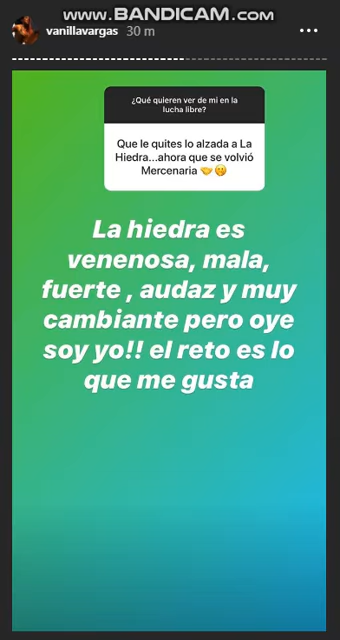 WWW.BANDICAM.COM
vanillavargas 30 m
¿Qué quieren ver de mi en la
lucha libre?
Que le quites lo alzada a La
Hiedra...ahora que se volvió
Mercenaria 🤝🤭
La hiedra es
venenosa, mala,
fuerte , audaz y muy
cambiante pero oye
soy yo!! el reto es lo
que me gusta